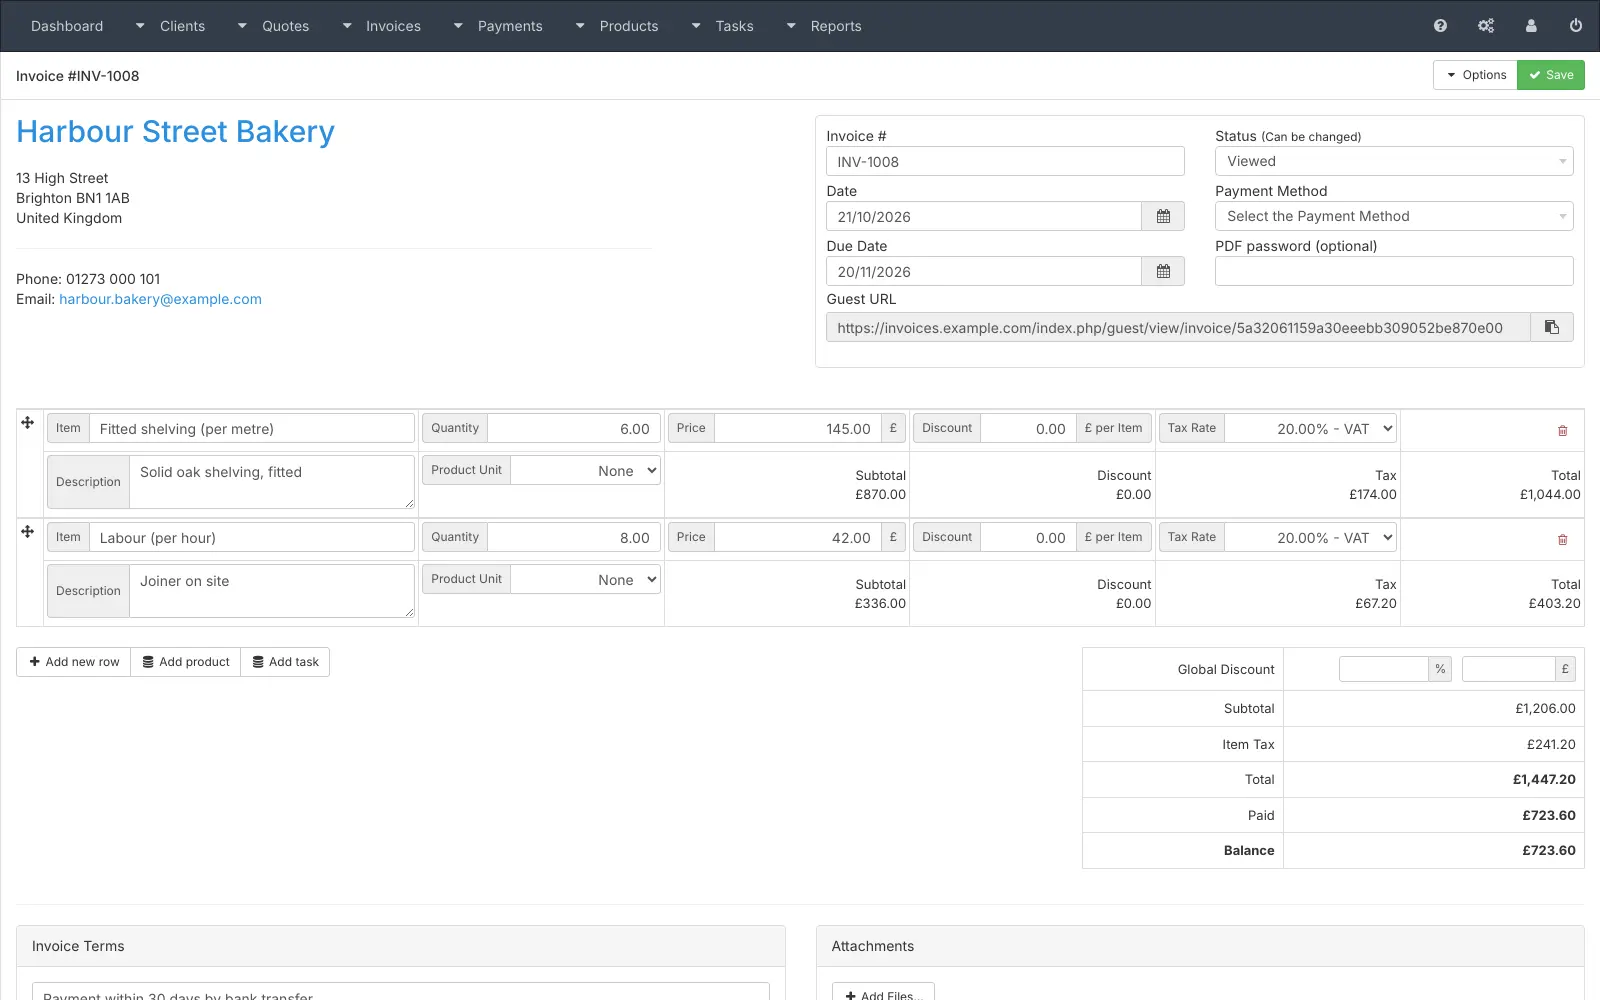 Dashboard Clients Quotes Invoices Payments Products Tasks Reports
Invoice #INV-1008
Options Save
Harbour Street Bakery
13 High Street
Brighton BN1 1AB
United Kingdom
Phone: 01273 000 101
Email: harbour.bakery@example.com
Invoice #
INV-1008
Date
21/10/2026
Due Date
20/11/2026
Status (Can be changed)
Viewed
Payment Method
Select the Payment Method
PDF password (optional)
Guest URL
https://invoices.example.com/index.php/guest/view/invoice/5a32061159a30eeebb309052be870e00
Item Fitted shelving (per metre) Quantity 6.00 Price 145.00 £ Discount 0.00 £ per Item Tax Rate 20.00% - VAT
Description Solid oak shelving, fitted Product Unit None
Subtotal Discount Tax Total
£870.00 £0.00 £174.00 £1,044.00
Item Labour (per hour) Quantity 8.00 Price 42.00 £ Discount 0.00 £ per Item Tax Rate 20.00% - VAT
Description Joiner on site Product Unit None
Subtotal Discount Tax Total
£336.00 £0.00 £67.20 £403.20
Add new row Add product Add task
Global Discount % £
Subtotal £1,206.00
Item Tax £241.20
Total £1,447.20
Paid £723.60
Balance £723.60
Invoice Terms
Payment within 30 days by bank transfer
Attachments
Add Files...